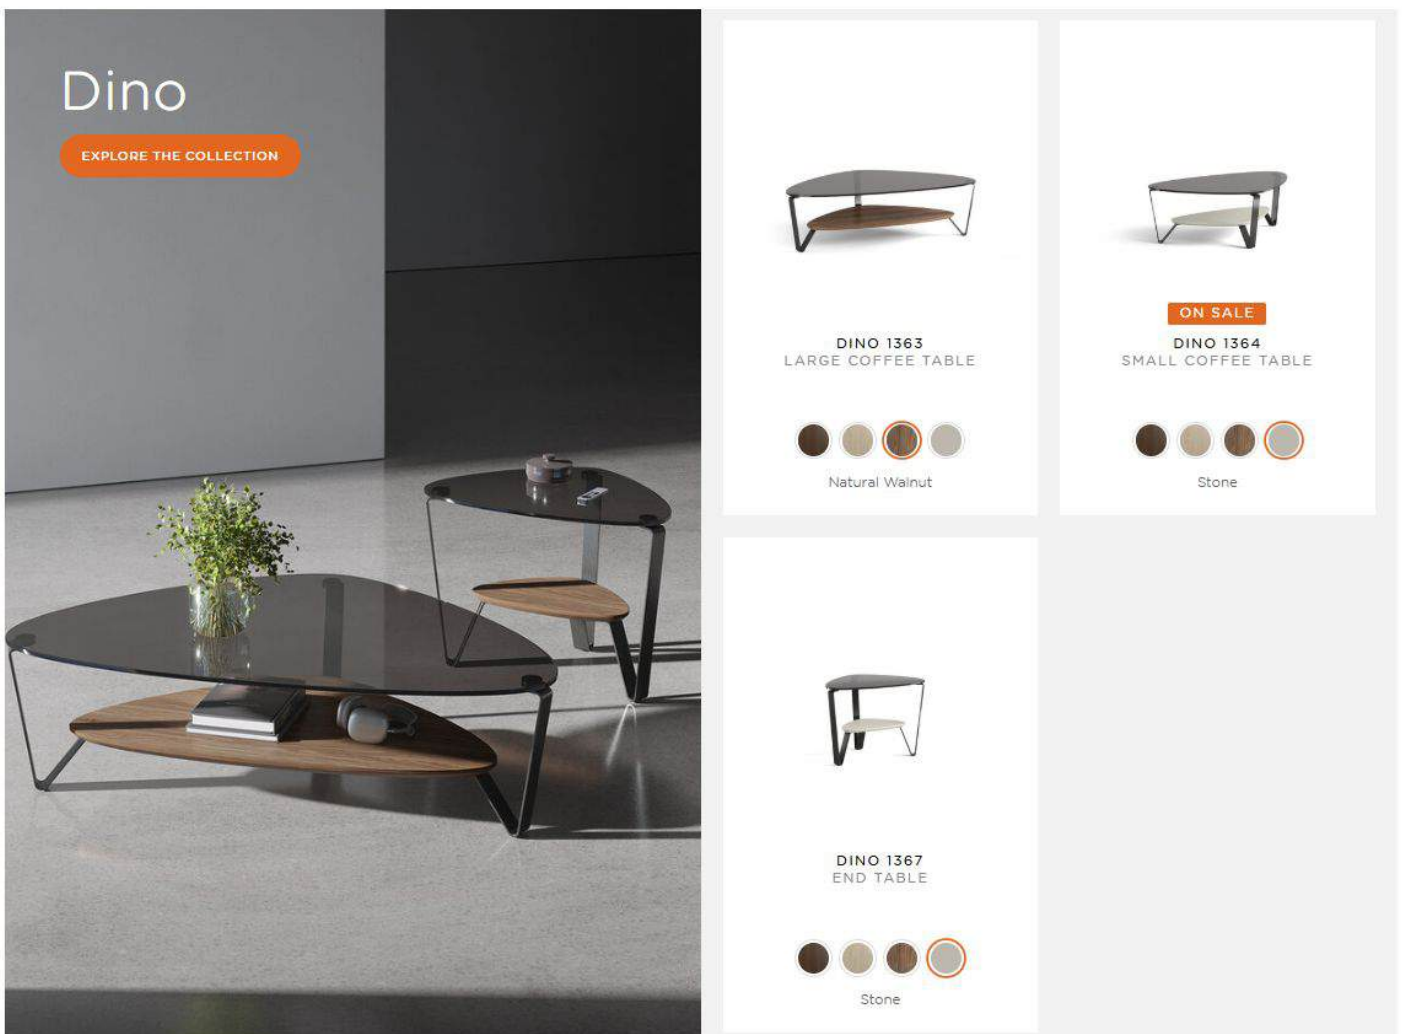 Dino
EXPLORE THE COLLECTION
DINO 1363
LARGE COFFEE TABLE
Natural Walnut
ON SALE
DINO 1364
SMALL COFFEE TABLE
Stone
DINO 1367
END TABLE
Stone